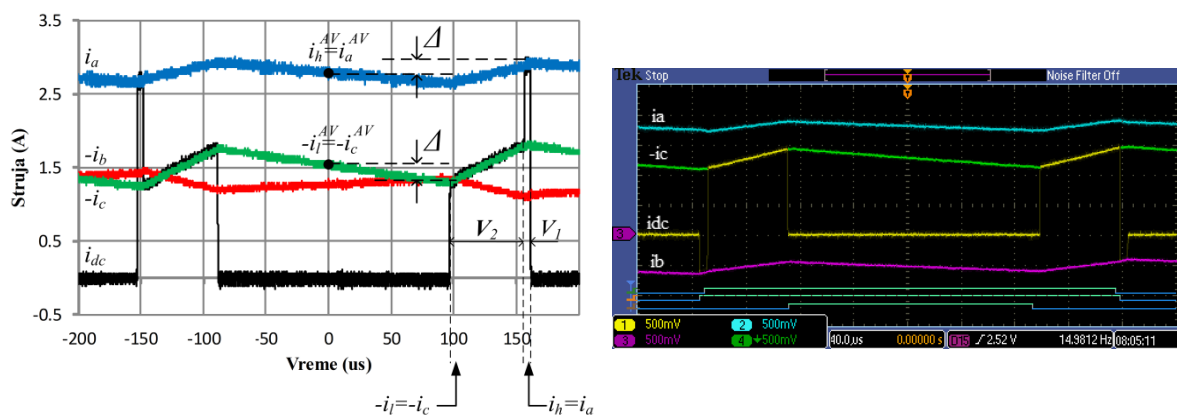 Struja (A)
3.5
2.5
1.5
0.5
-0.5
i_a
-i_b
-i_c
i_dc
i_h^AV=i_a^AV
Δ
-i_l^AV=-i_c^AV
Δ
V_2
V_1
-200 -150 -100 -50 0 50 100 150
Vreme (us)
-i_l=-i_c
i_h=i_a
Tek Stop
Noise Filter Off
T
ia
-ic
idc
3
ib
1 500mV 2 500mV
3 500mV 4 500mV
40.0µs 0.00000 s D15 2.52 V 14.9812 Hz 08:05:11